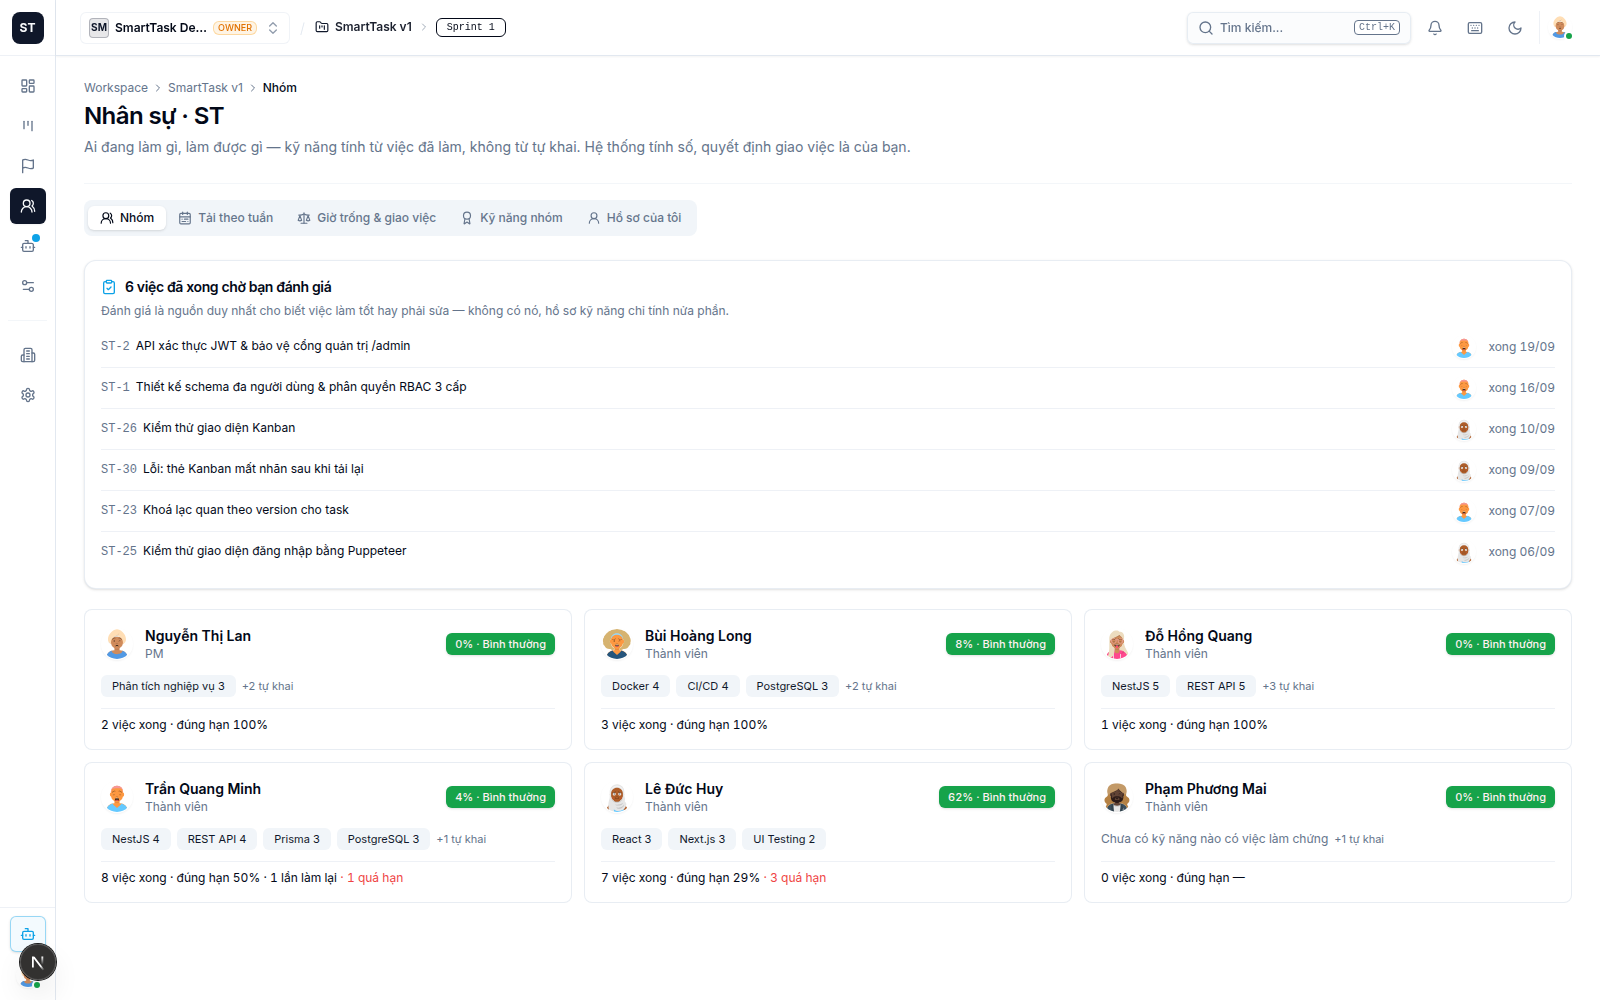 ST
SM SmartTask De... OWNER / SmartTask v1 Sprint 1
Tìm kiếm... Ctrl+K
Workspace > SmartTask v1 > Nhóm
Nhân sự · ST
Ai đang làm gì, làm được gì — kỹ năng tính từ việc đã làm, không từ tự khai. Hệ thống tính số, quyết định giao việc là của bạn.
Nhóm Tải theo tuần Giờ trống & giao việc Kỹ năng nhóm Hồ sơ của tôi
6 việc đã xong chờ bạn đánh giá
Đánh giá là nguồn duy nhất cho biết việc làm tốt hay phải sửa — không có nó, hồ sơ kỹ năng chỉ tính nửa phần.
ST-2 API xác thực JWT & bảo vệ cổng quản trị /admin xong 19/09
ST-1 Thiết kế schema đa người dùng & phân quyền RBAC 3 cấp xong 16/09
ST-26 Kiểm thử giao diện Kanban xong 10/09
ST-30 Lỗi: thẻ Kanban mất nhãn sau khi tải lại xong 09/09
ST-23 Khoá lạc quan theo version cho task xong 07/09
ST-25 Kiểm thử giao diện đăng nhập bằng Puppeteer xong 06/09
Nguyễn Thị Lan
PM
0% · Bình thường
Phân tích nghiệp vụ 3 +2 tự khai
2 việc xong · đúng hạn 100%
Bùi Hoàng Long
Thành viên
8% · Bình thường
Docker 4 CI/CD 4 PostgreSQL 3 +2 tự khai
3 việc xong · đúng hạn 100%
Đỗ Hồng Quang
Thành viên
0% · Bình thường
NestJS 5 REST API 5 +3 tự khai
1 việc xong · đúng hạn 100%
Trần Quang Minh
Thành viên
4% · Bình thường
NestJS 4 REST API 4 Prisma 3 PostgreSQL 3 +1 tự khai
8 việc xong · đúng hạn 50% · 1 lần làm lại · 1 quá hạn
Lê Đức Huy
Thành viên
62% · Bình thường
React 3 Next.js 3 UI Testing 2
7 việc xong · đúng hạn 29% · 3 quá hạn
Phạm Phương Mai
Thành viên
0% · Bình thường
Chưa có kỹ năng nào có việc làm chứng +1 tự khai
0 việc xong · đúng hạn —
N